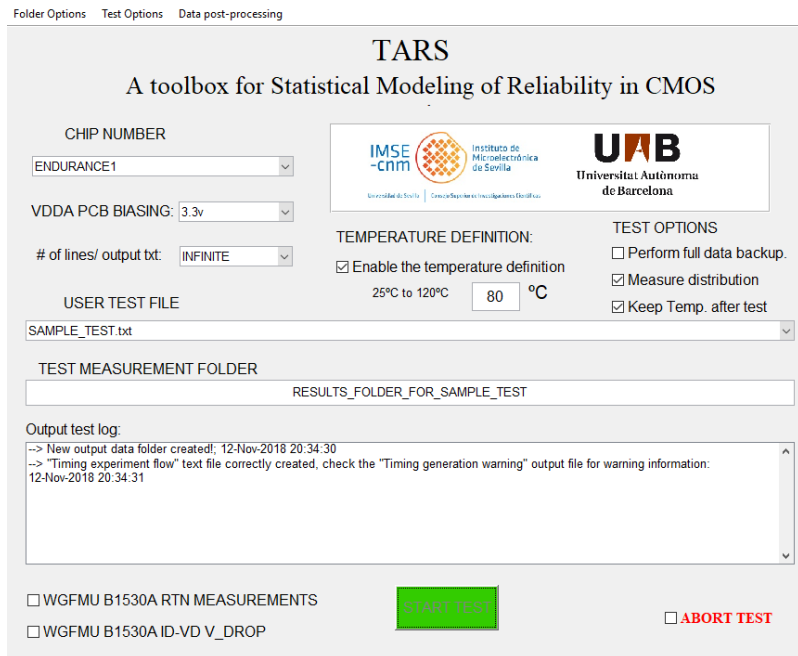 Folder Options Test Options Data post-processing
TARS
A toolbox for Statistical Modeling of Reliability in CMOS
CHIP NUMBER
ENDURANCE1
IMSE
-cnm
Instituto de
Microelectrónica
de Sevilla
Universidad de Sevilla
Consejo Superior de Investigaciones Científicas
UAB
Universitat Autònoma
de Barcelona
VDDA PCB BIASING: 3.3v
# of lines/ output txt: INFINITE
TEMPERATURE DEFINITION:
Enable the temperature definition
25ºC to 120ºC 80 ºC
TEST OPTIONS
Perform full data backup.
Measure distribution
Keep Temp. after test
USER TEST FILE
SAMPLE_TEST.txt
TEST MEASUREMENT FOLDER
RESULTS_FOLDER_FOR_SAMPLE_TEST
Output test log:
--> New output data folder created!; 12-Nov-2018 20:34:30
--> "Timing experiment flow" text file correctly created, check the "Timing generation warning" output file for warning information:
12-Nov-2018 20:34:31
WGFMU B1530A RTN MEASUREMENTS
WGFMU B1530A ID-VD V_DROP
START TEST
ABORT TEST